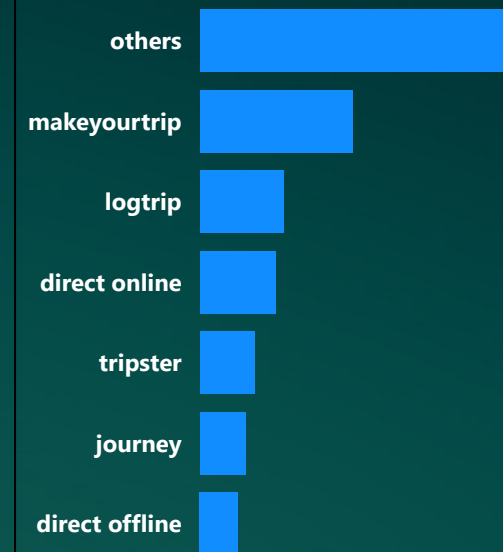 others
makeyourtrip
logtrip
direct online
tripster
journey
direct offline